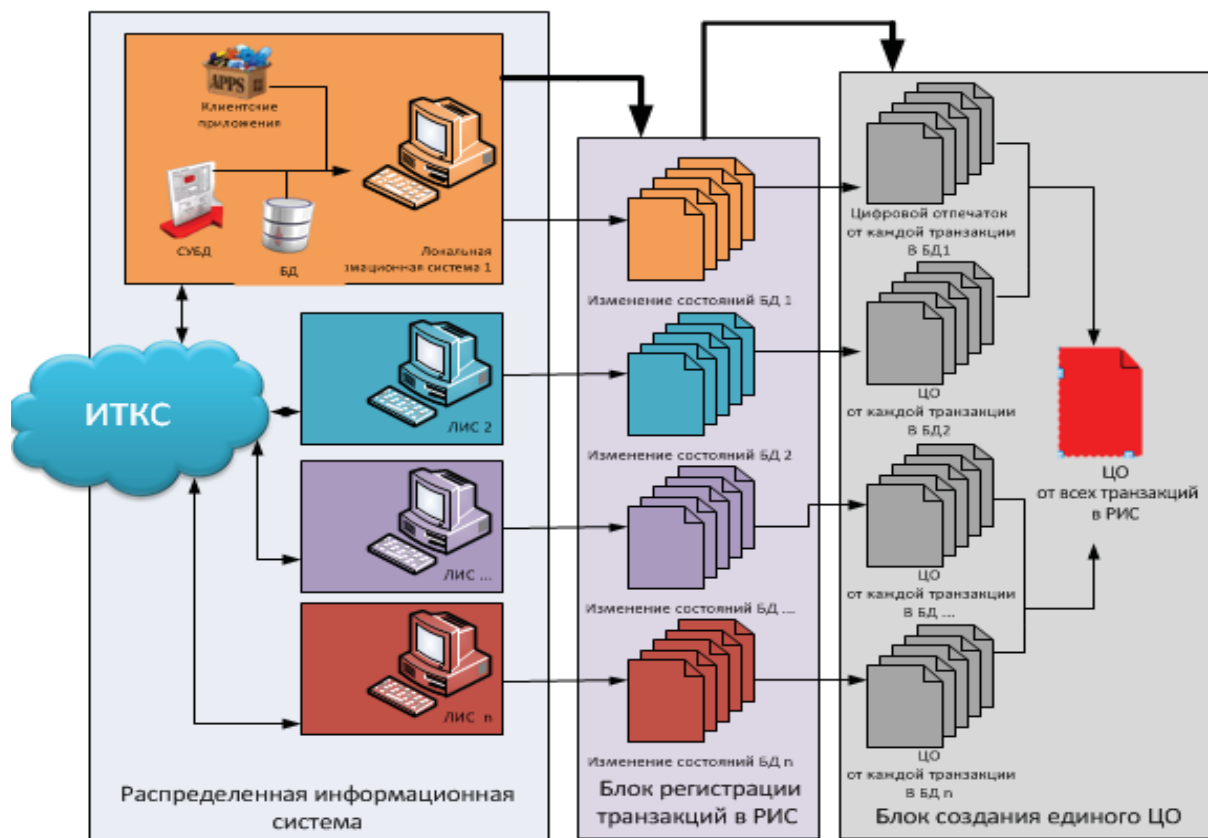 APPS
Клиентские
приложения
СУБД
БД
Локальная
мационная система 1
ИТКС
ЛИС 2
ЛИС ...
ЛИС n
Распределенная информационная
система
Изменение состояний БД 1
Изменение состояний БД 2
Изменение состояний БД ....
Изменение состояний БД n
Блок регистрации
транзакций в РИС
Цифровой отпечаток
от каждой транзакции
В БД1
ЦО
от каждой транзакции
В БД2
ЦО
от каждой транзакции
В БД ...
ЦО
от каждой транзакции
В БД n
ЦО
от всех транзакций
в РИС
Блок создания единого ЦО